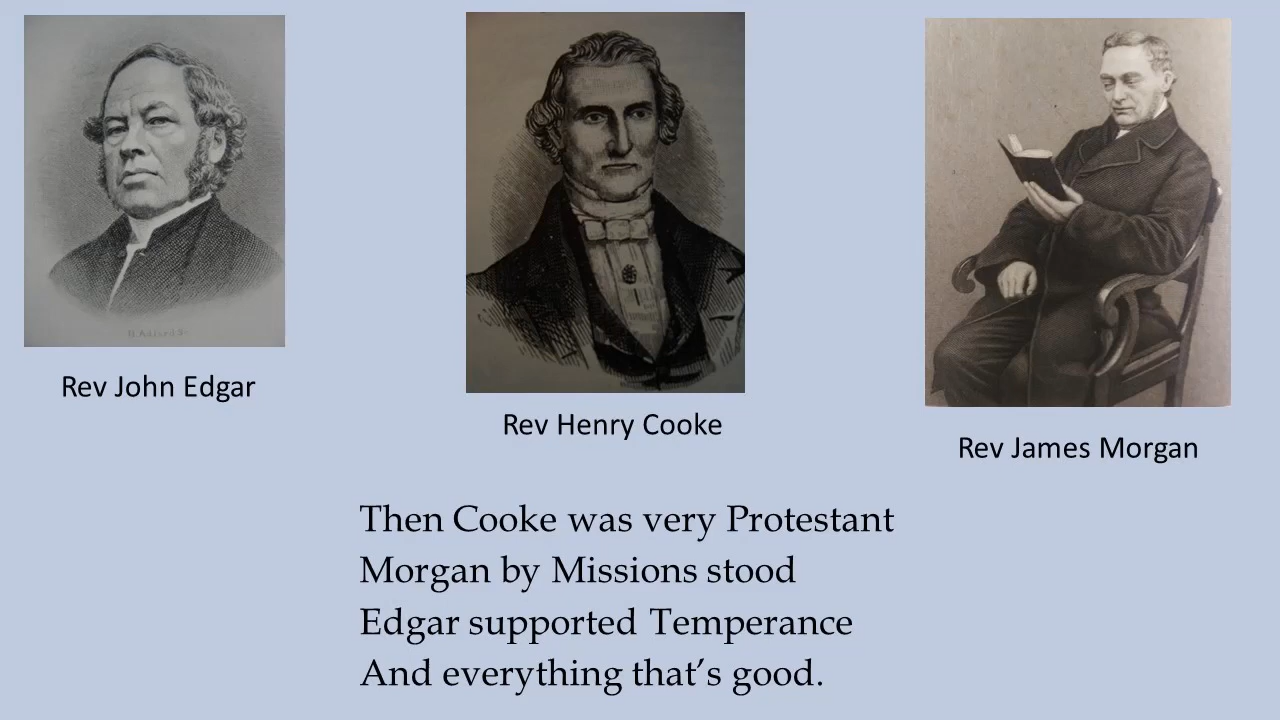 Rev John Edgar
Rev Henry Cooke
Rev James Morgan
Then Cooke was very Protestant
Morgan by Missions stood
Edgar supported Temperance
And everything that’s good.